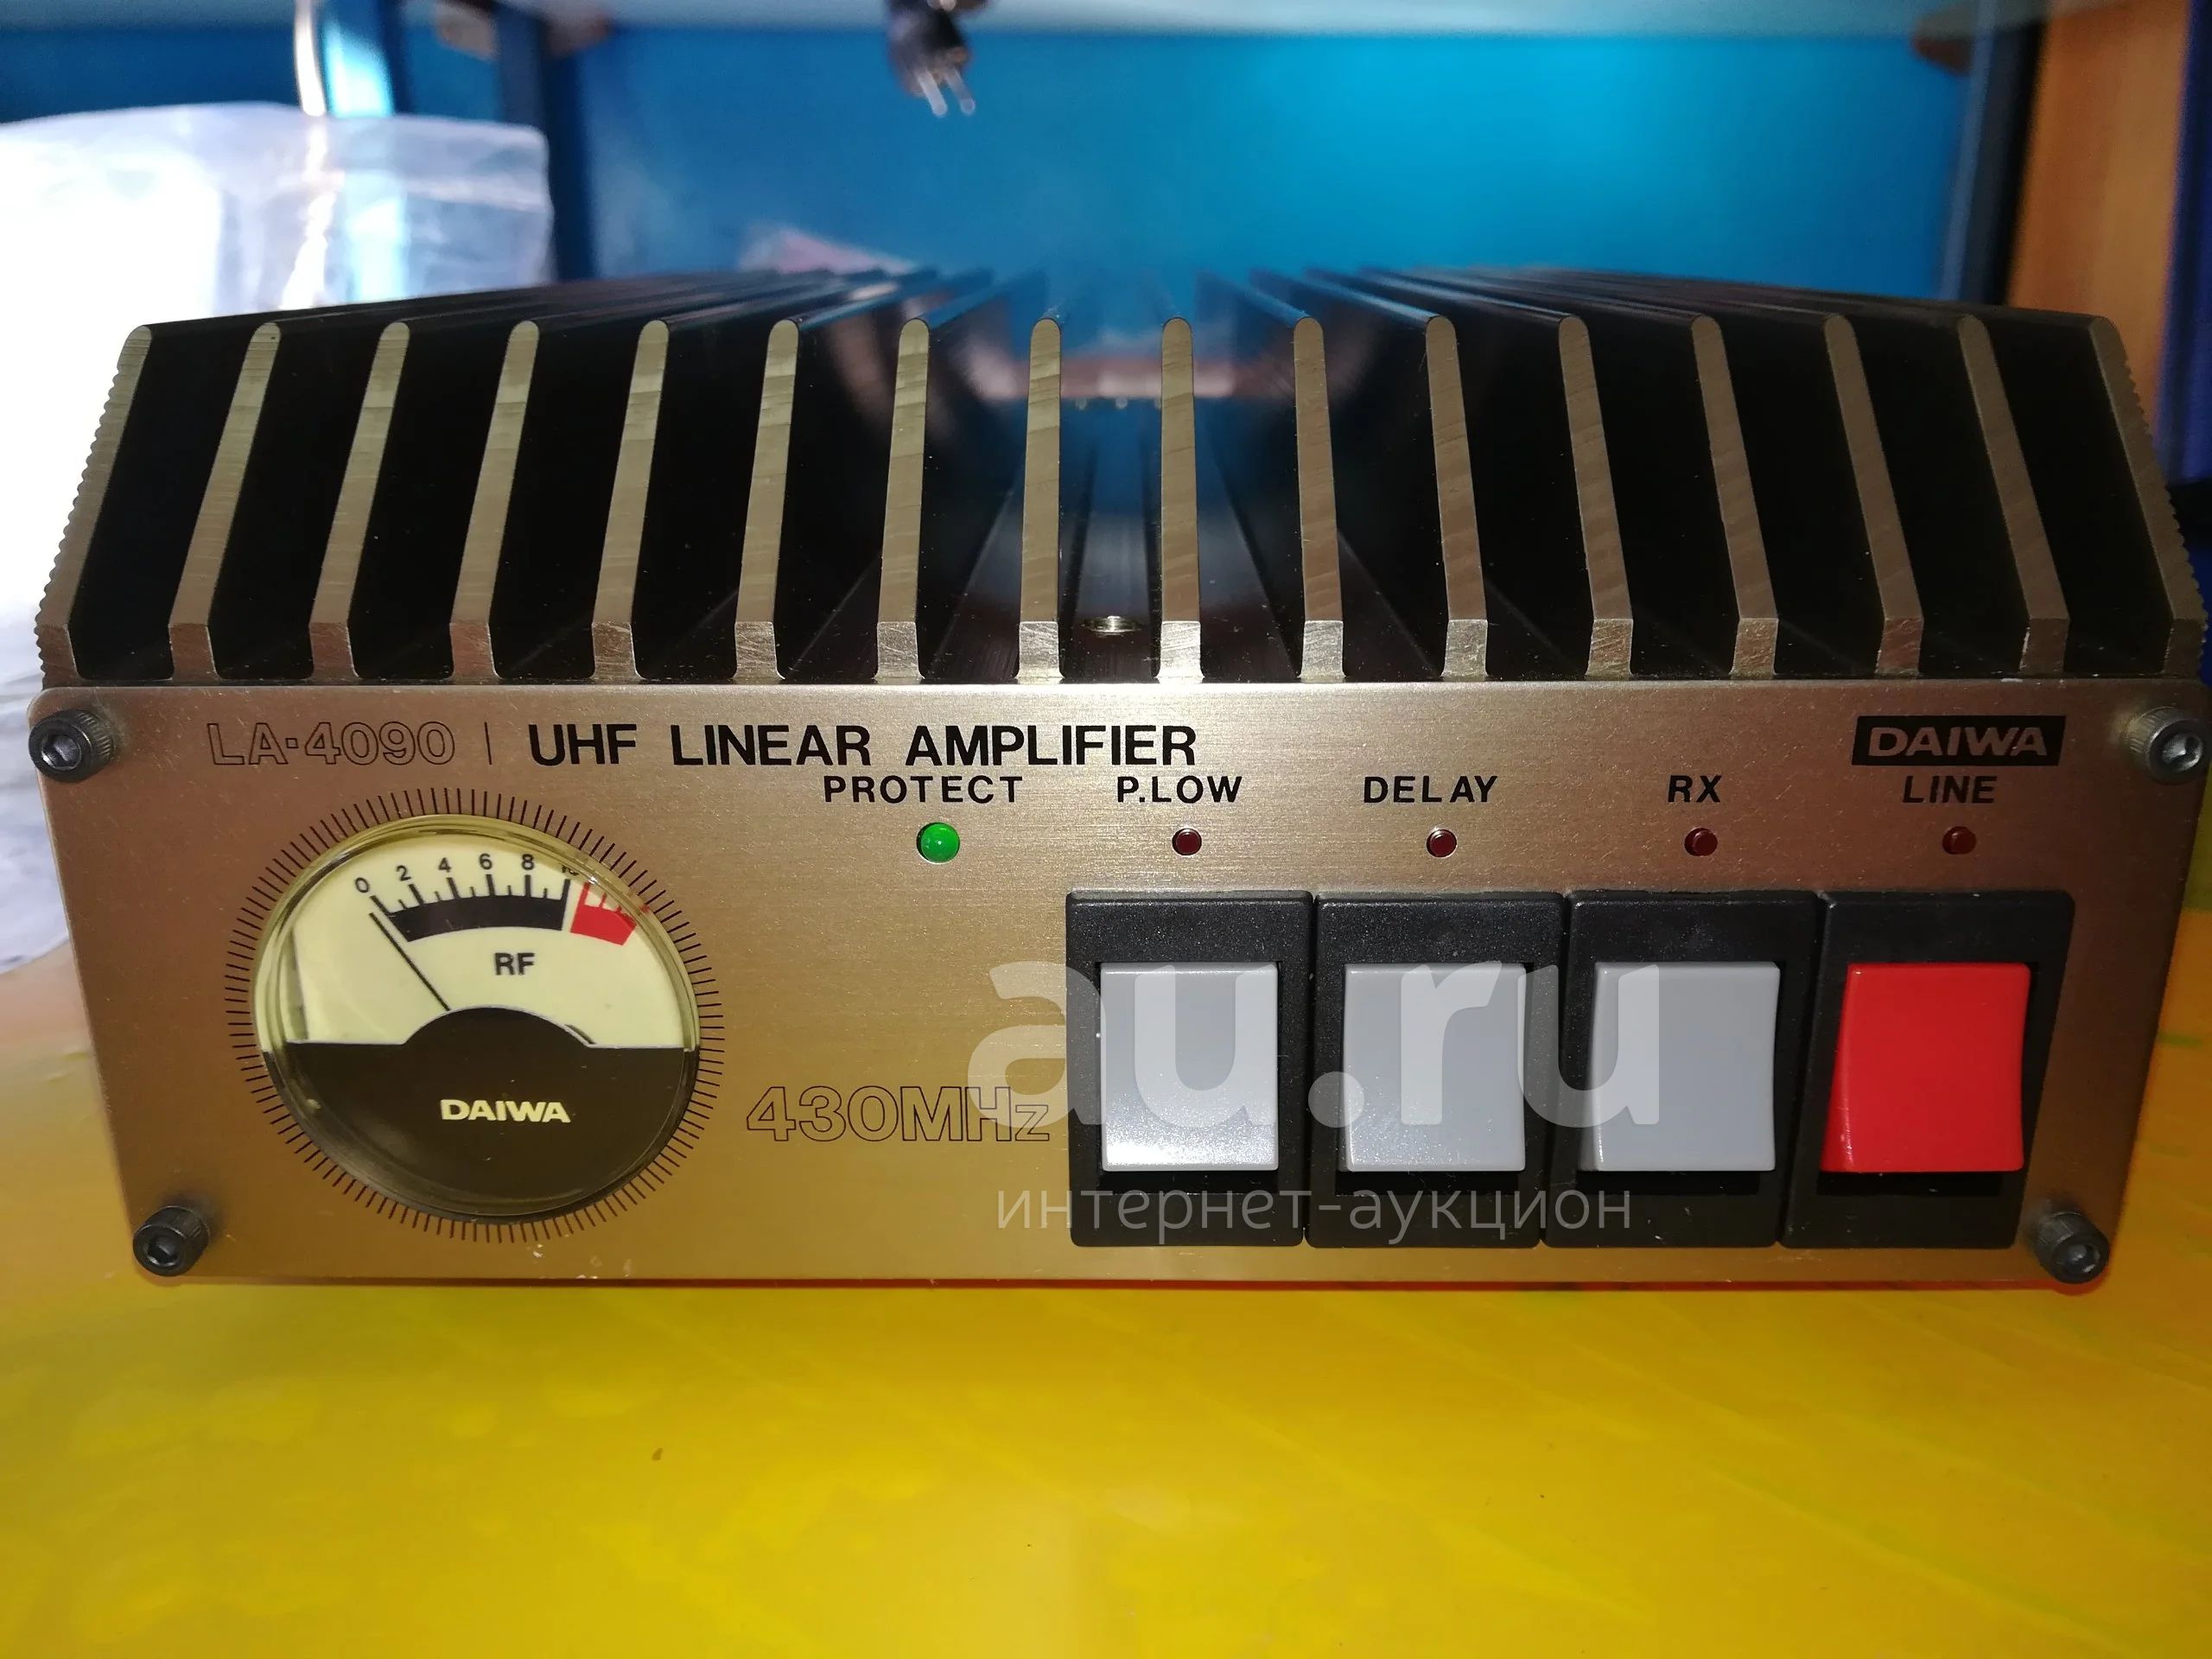 LA-4090 | UHF LINEAR AMPLIFIER DAIWA
PROTECT P.LOW DELAY RX LINE
0 2 4 6 8 10
RF
DAIWA
430MHz
au.ru
интернет-аукцион